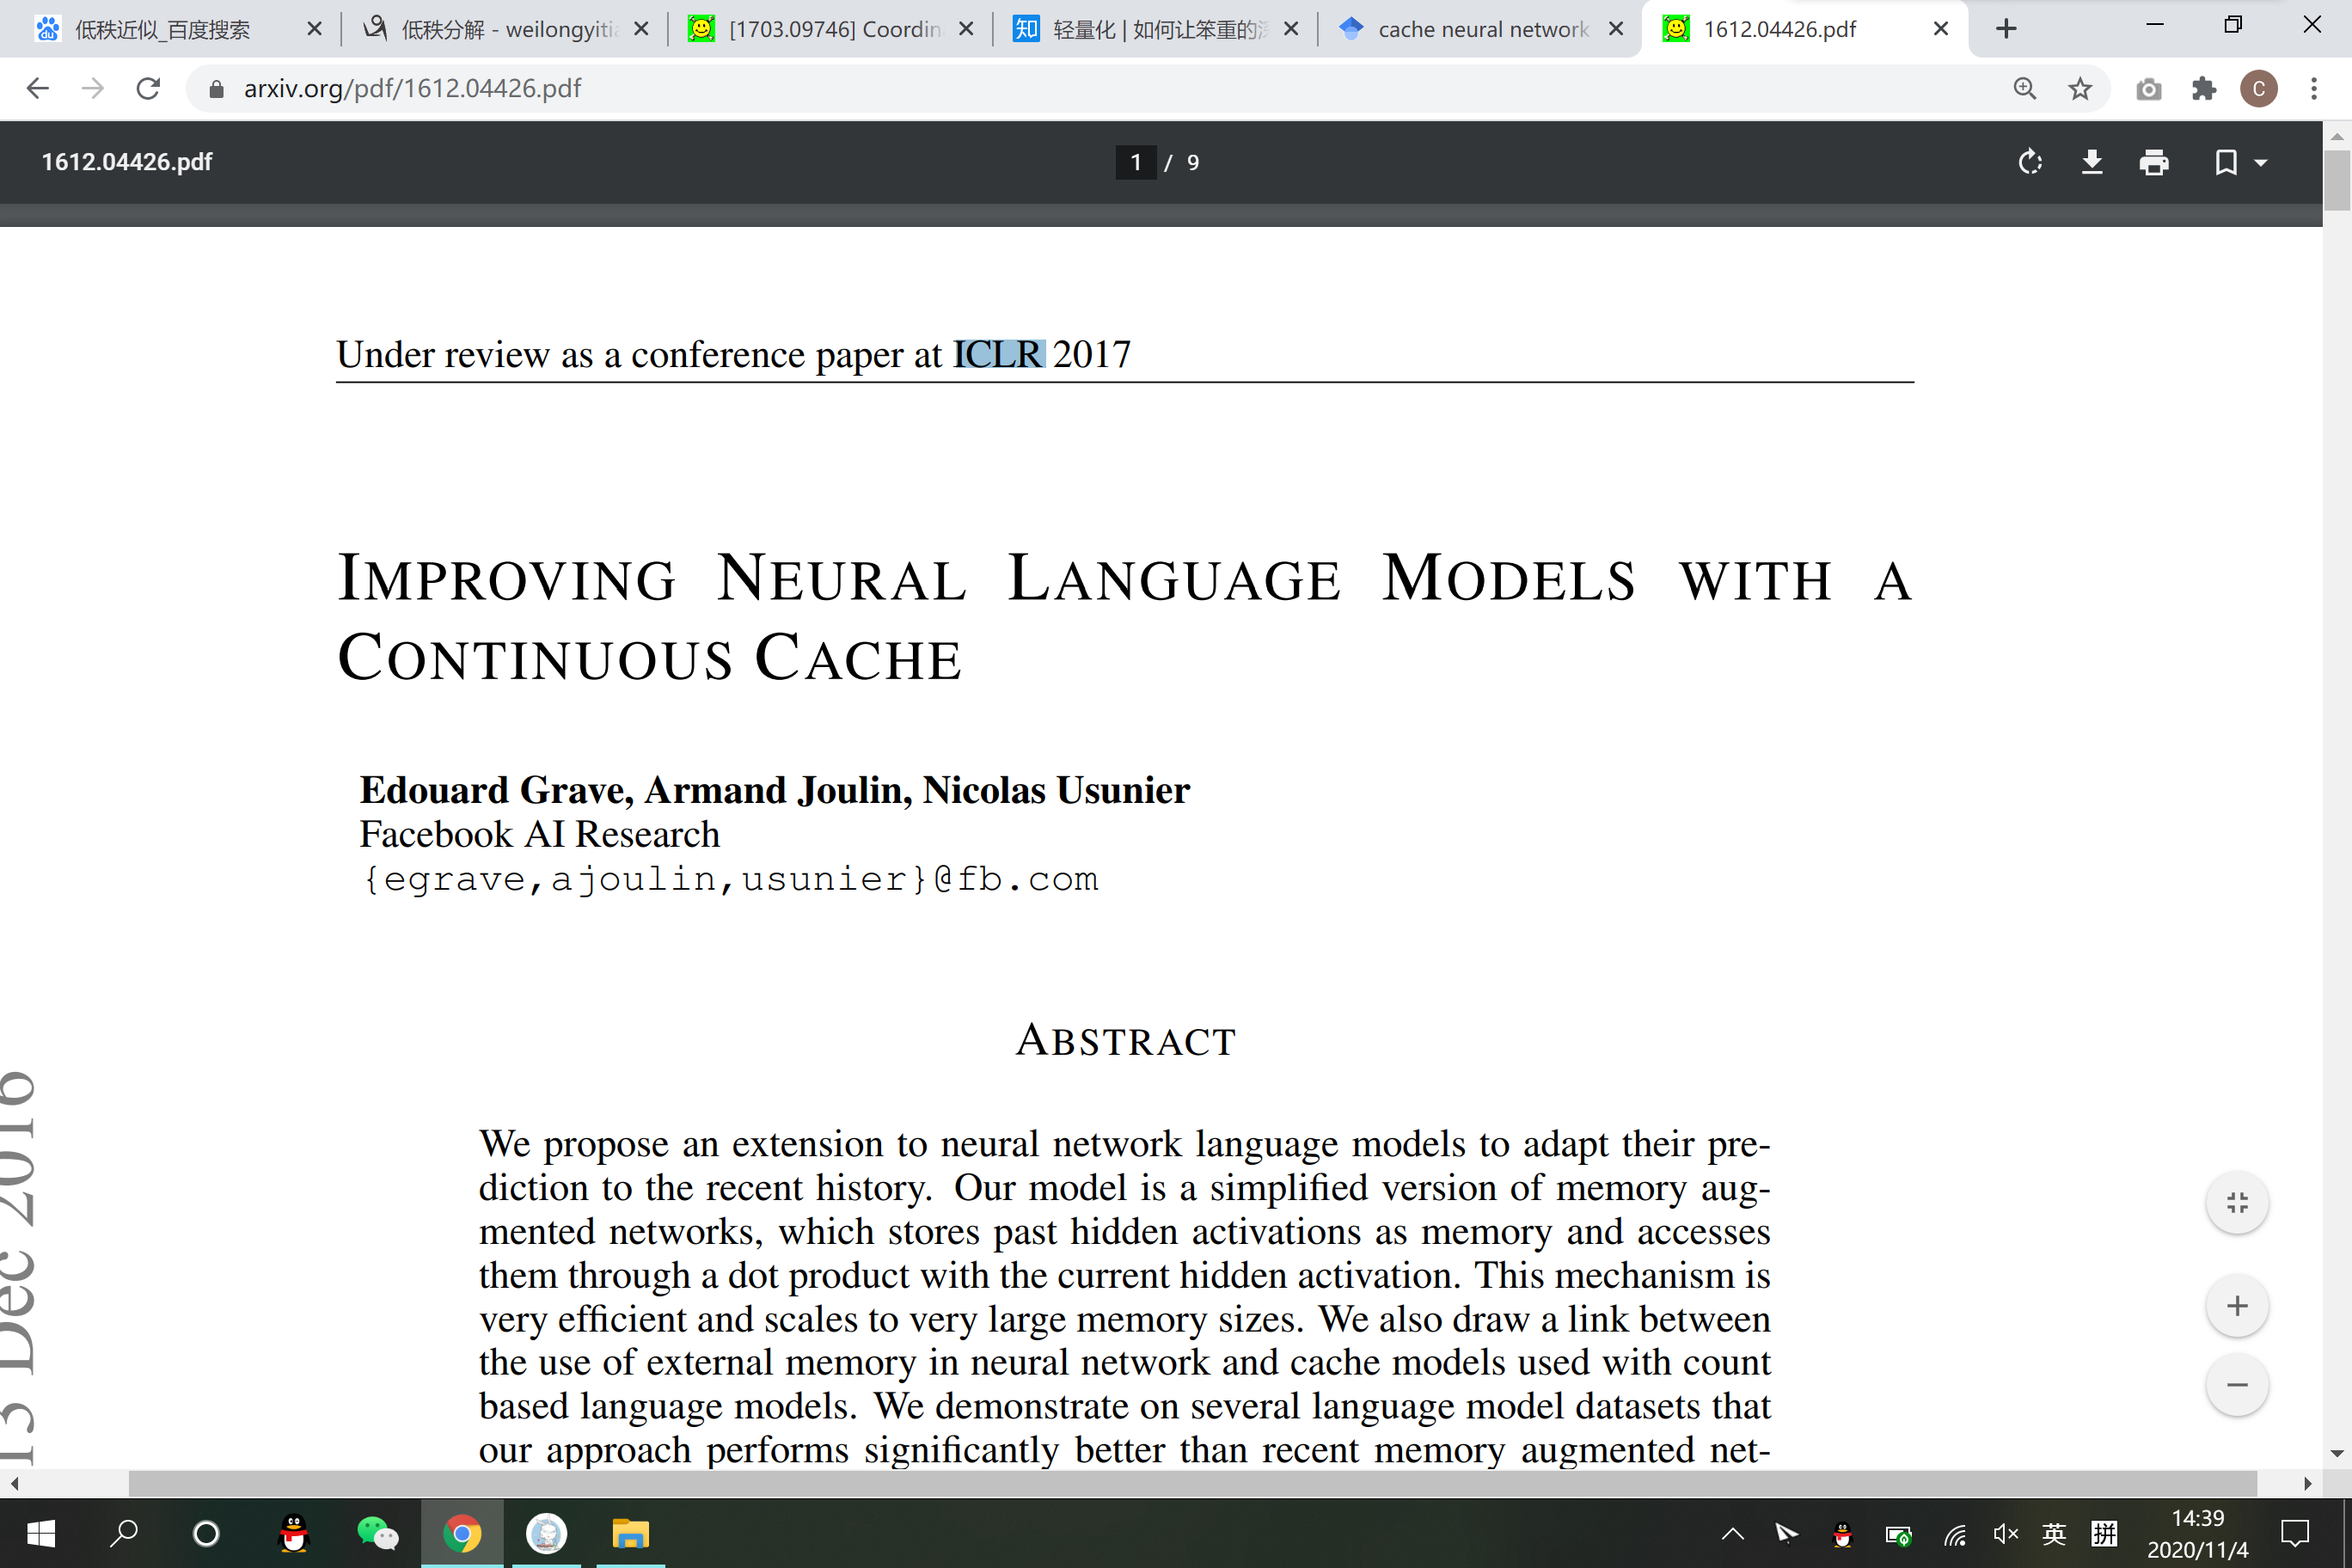 低秩近似_百度搜索
低秩分解 - weilongyitia
[1703.09746] Coordin
知 轻量化 | 如何让笨重的深
cache neural network
1612.04426.pdf
arxiv.org/pdf/1612.04426.pdf
C
1612.04426.pdf
1 / 9
Under review as a conference paper at ICLR 2017
IMPROVING NEURAL LANGUAGE MODELS WITH A
CONTINUOUS CACHE
Edouard Grave, Armand Joulin, Nicolas Usunier
Facebook AI Research
{egrave,ajoulin,usunier}@fb.com
ABSTRACT
We propose an extension to neural network language models to adapt their pre-
diction to the recent history. Our model is a simplified version of memory aug-
mented networks, which stores past hidden activations as memory and accesses
them through a dot product with the current hidden activation. This mechanism is
very efficient and scales to very large memory sizes. We also draw a link between
the use of external memory in neural network and cache models used with count
based language models. We demonstrate on several language model datasets that
our approach performs significantly better than recent memory augmented net-
13 Dec 2016
英
拼
14:39
2020/11/4